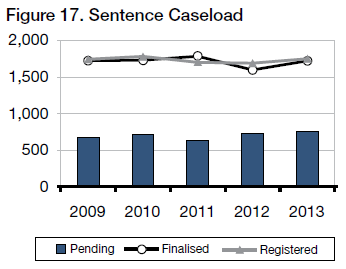 Figure 17. Sentence Caseload
2,000
1,500
1,000
500
0
2009 2010 2011 2012 2013
Pending Finalised Registered